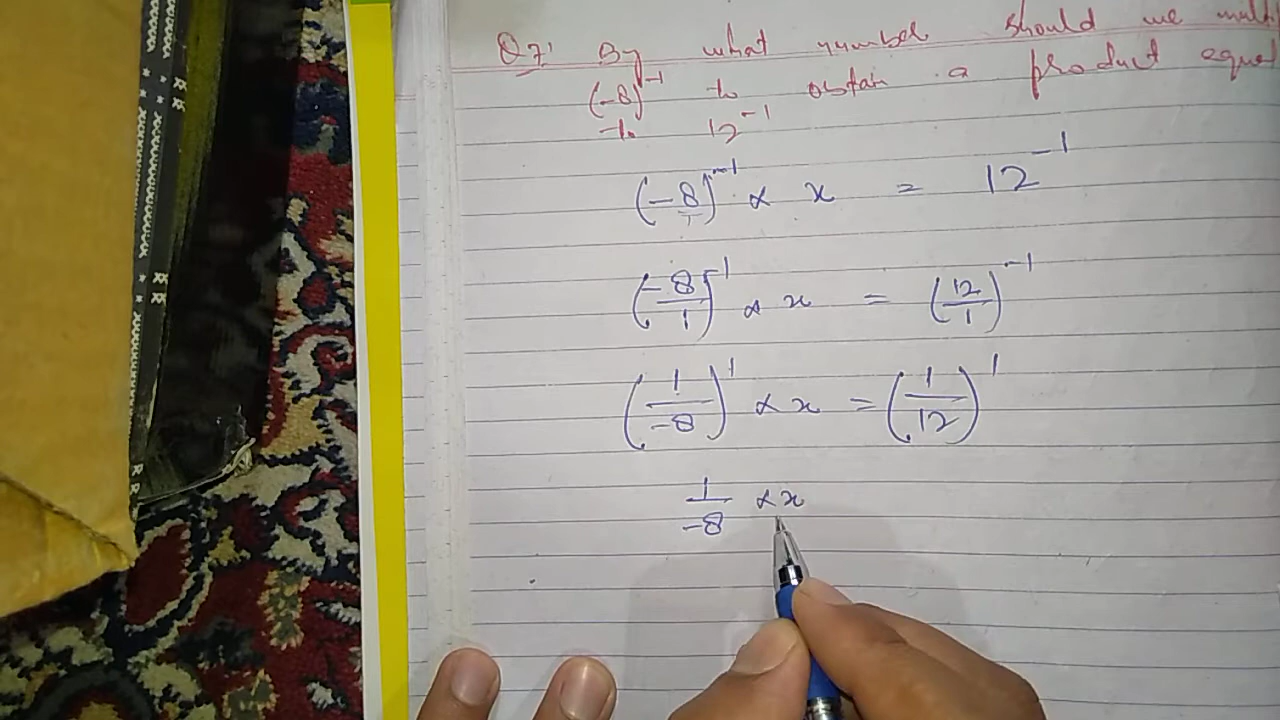 Q7: By what number should we multi
(-8)^-1 to obtain a product equal
to 12^-1
(-8)^-1 × x = 12^-1
(-8/1)^-1 × x = (12/1)^-1
(1/-8)^1 × x = (1/12)^1
1/-8 × x